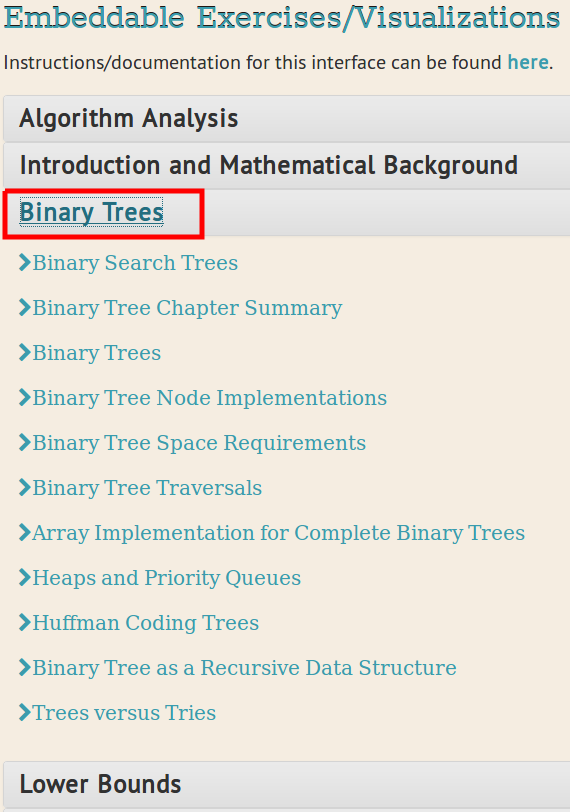 Embeddable Exercises/Visualizations
Instructions/documentation for this interface can be found here.
Algorithm Analysis
Introduction and Mathematical Background
Binary Trees
Binary Search Trees
Binary Tree Chapter Summary
Binary Trees
Binary Tree Node Implementations
Binary Tree Space Requirements
Binary Tree Traversals
Array Implementation for Complete Binary Trees
Heaps and Priority Queues
Huffman Coding Trees
Binary Tree as a Recursive Data Structure
Trees versus Tries
Lower Bounds